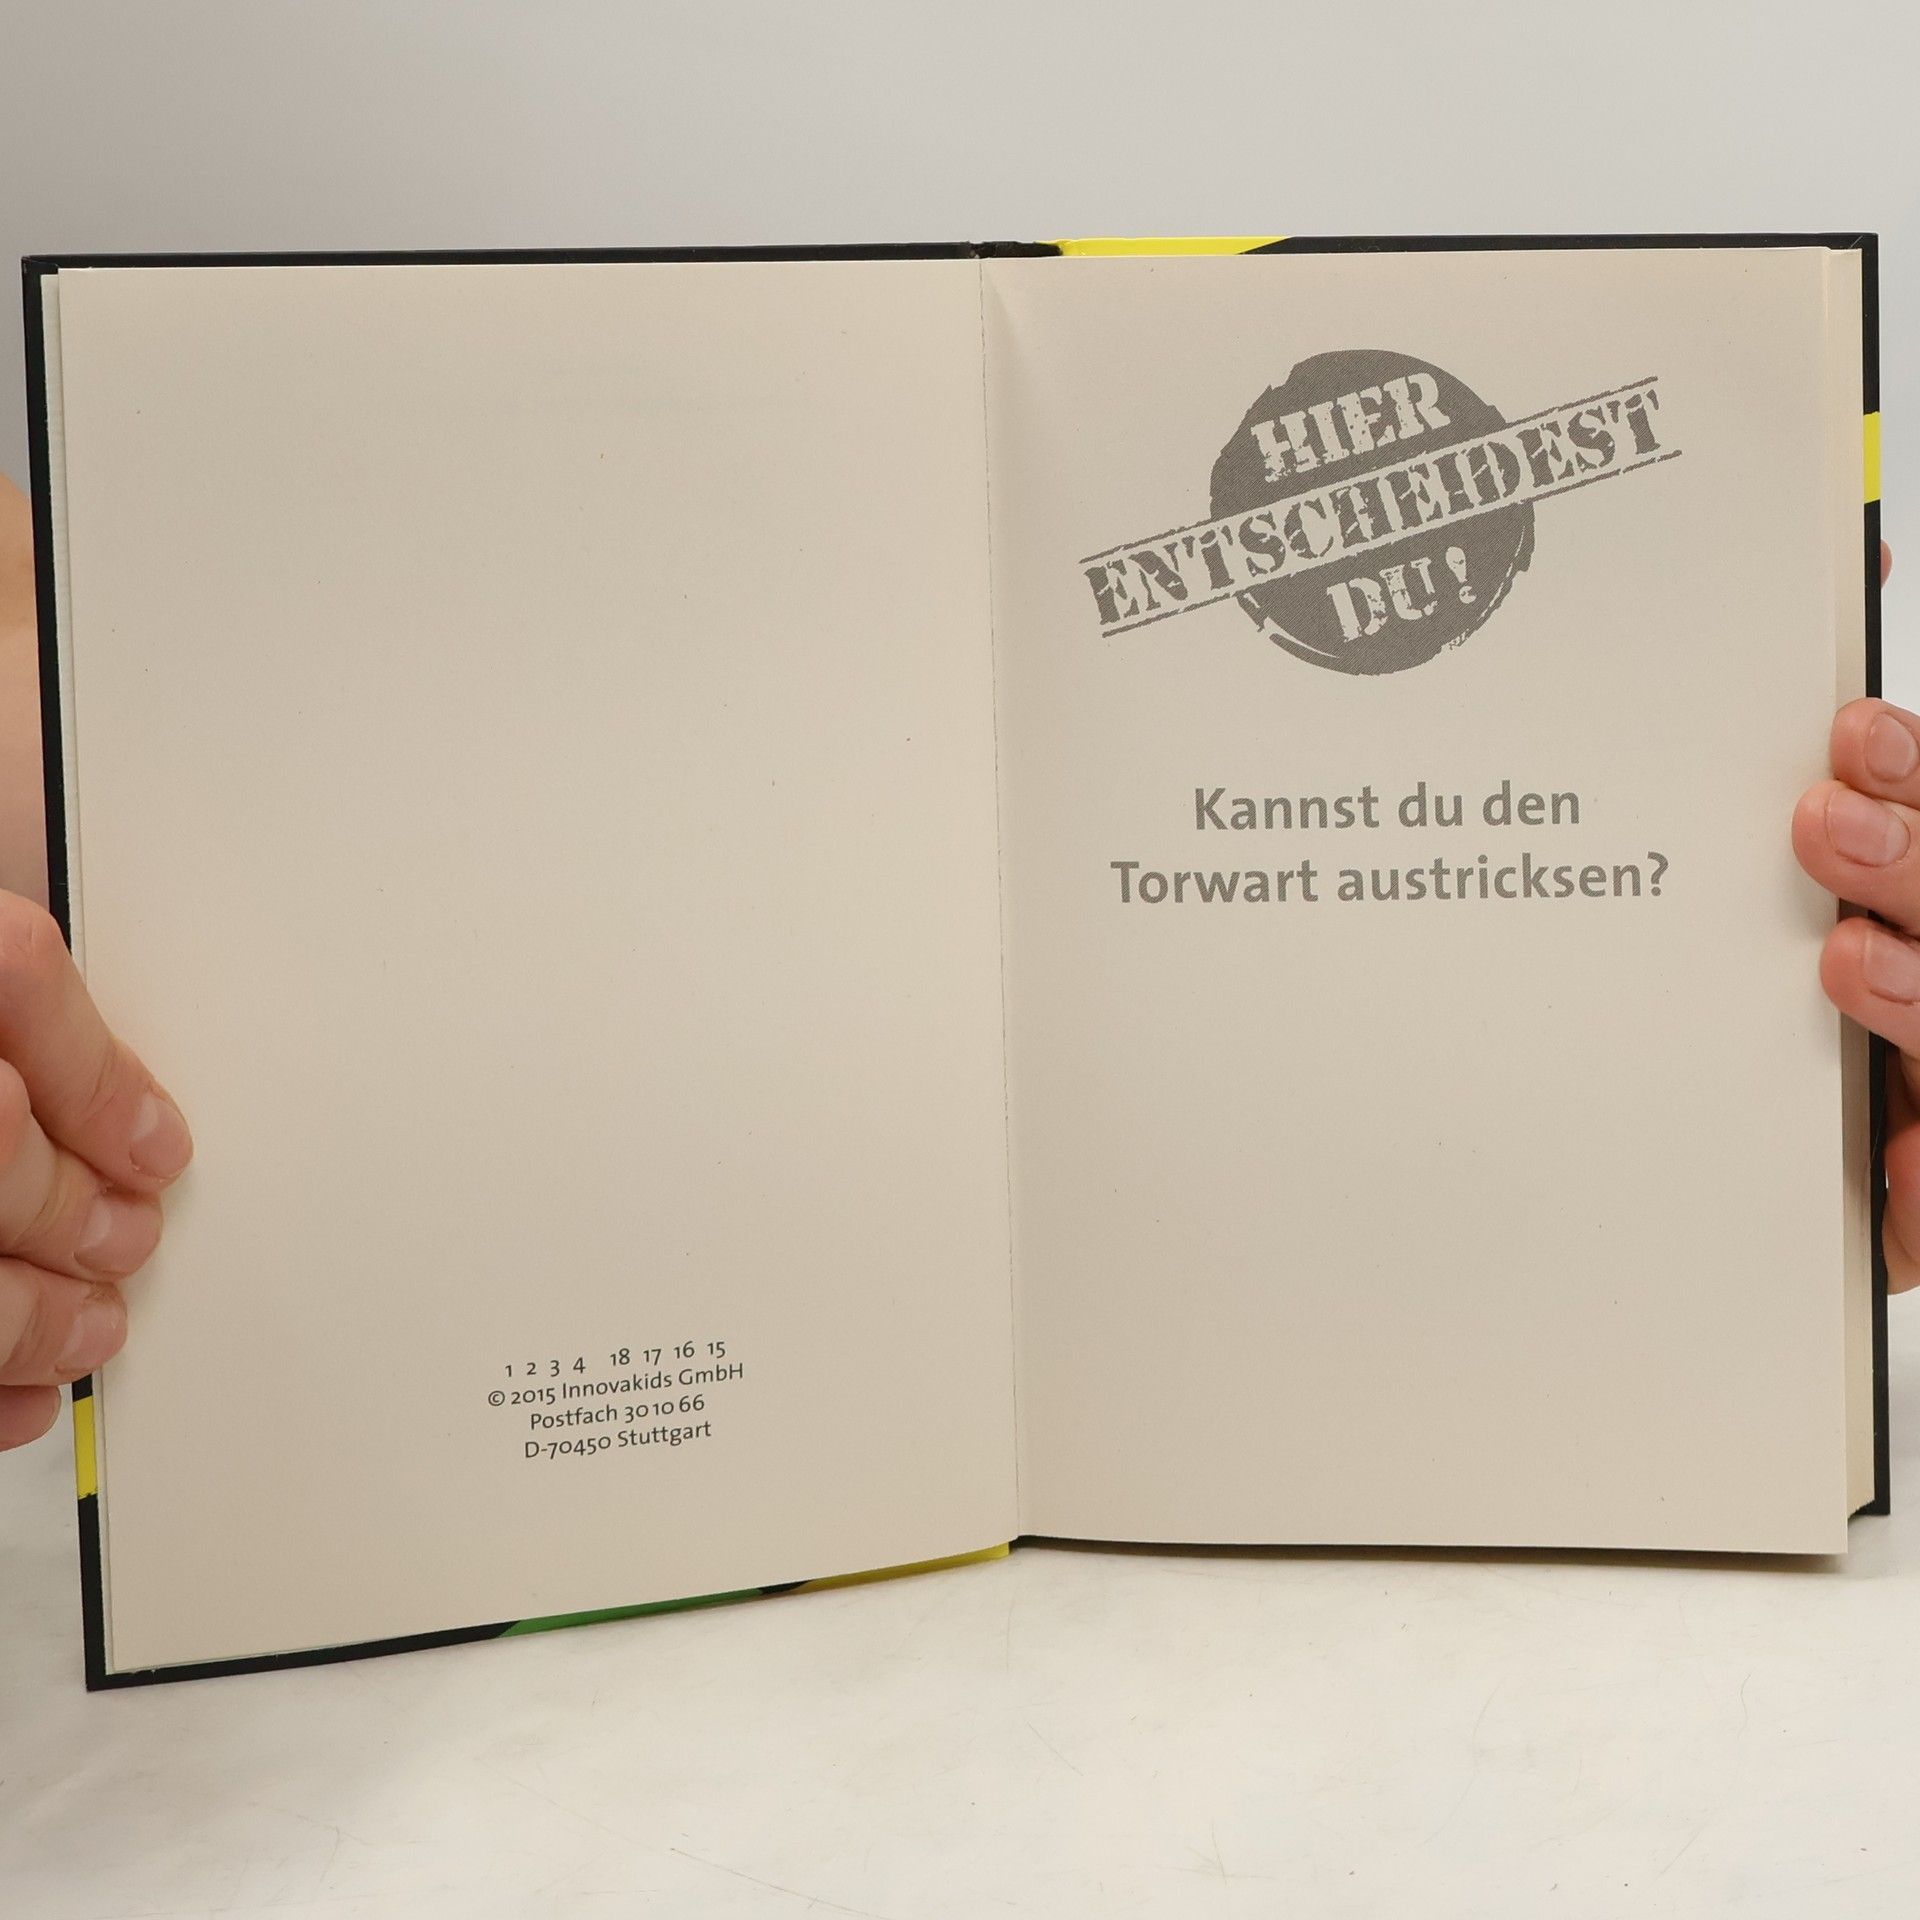 1 2 3 4 18 17 16 15
© 2015 Innovakids GmbH
Postfach 30 10 66
D-70450 Stuttgart
HIER
ENTSCHEIDEST
DU!
Kannst du den
Torwart austricksen?